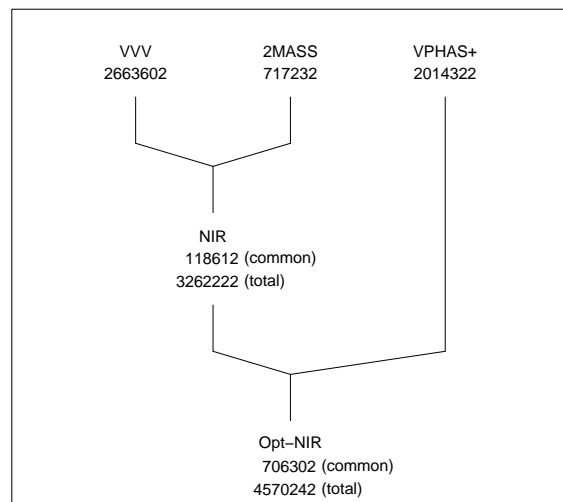 VVV 2MASS VPHAS+
2663602 717232 2014322
NIR
118612 (common)
3262222 (total)
Opt−NIR
706302 (common)
4570242 (total)